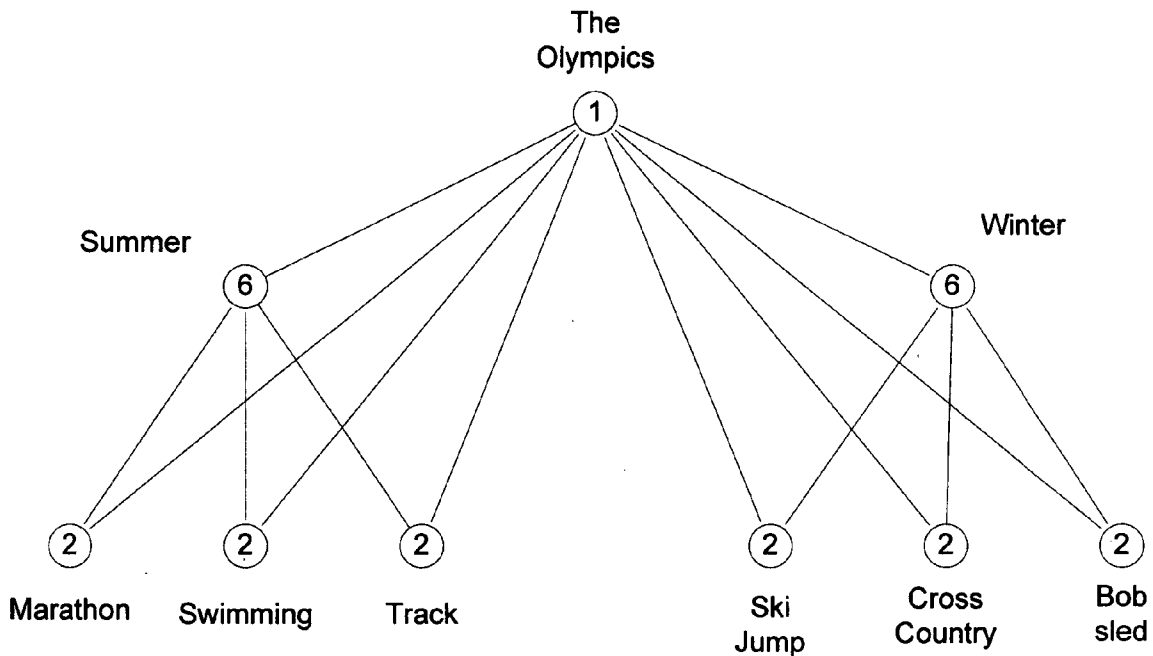 The
Olympics
1
Summer
Winter
6
6
2
2
2
2
2
2
Marathon
Swimming
Track
Ski
Jump
Cross
Country
Bob
sled